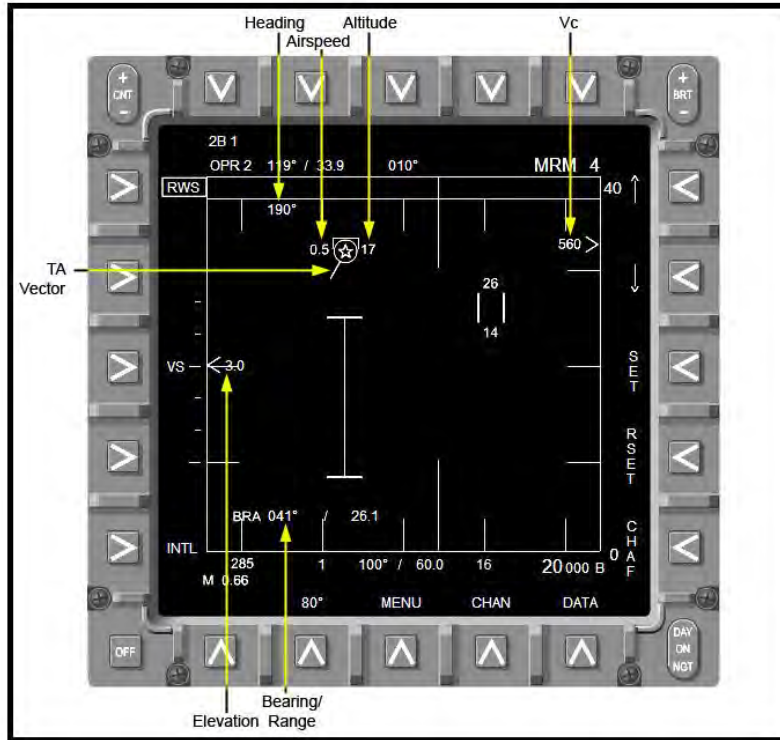 Heading Altitude Vc
Airspeed
+ CNT −
+ BRT −
2B 1
OPR 2 119° / 33.9 010° MRM 4
RWS 40
190°
0.5 17 560
TA
Vector
26
14
VS 3.0
SET
RSET
CHAF
BRA 041° / 26.1
INTL 0
285 1 100° / 60.0 16 20 000 B
M 0.66
80° MENU CHAN DATA
OFF
DAY
ON
NGT
Elevation Bearing/
Range